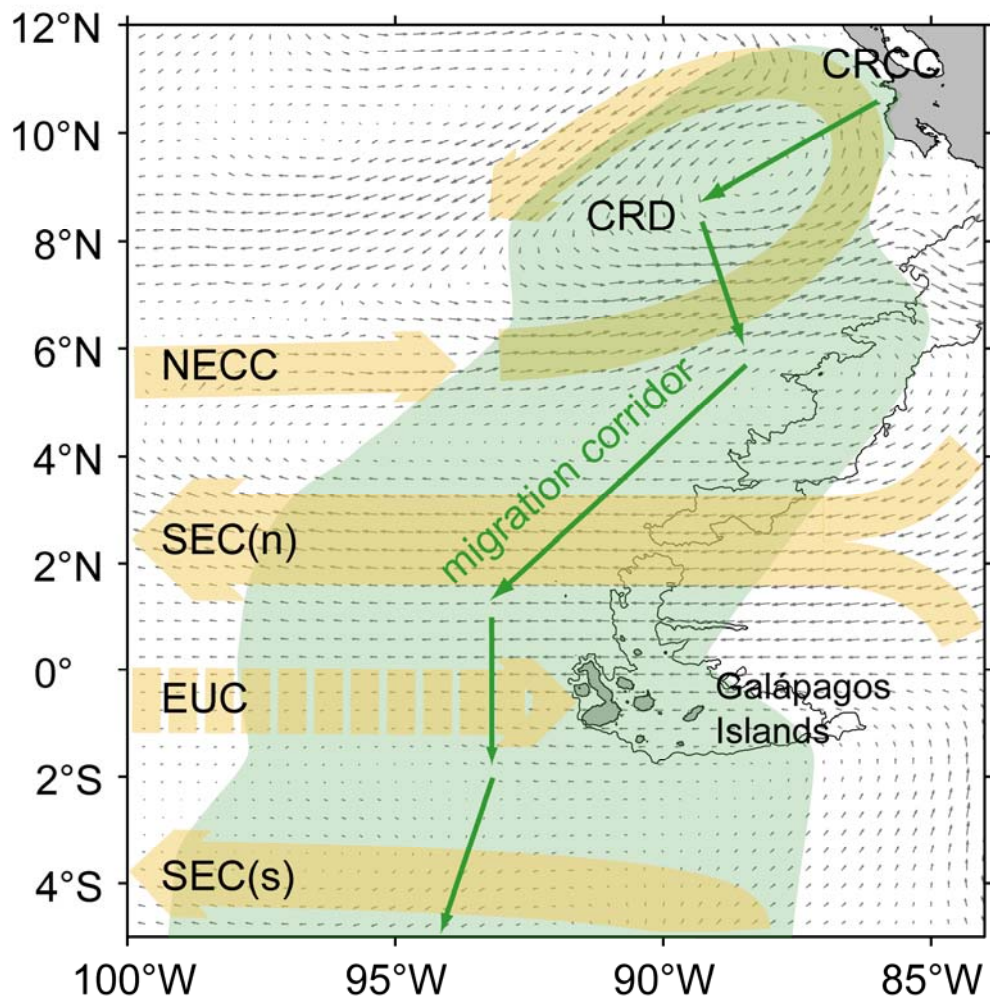 12°N
CRCC
10°N
CRD
8°N
6°N
NECC
migration corridor
4°N
SEC(n)
2°N
0°
EUC
Galápagos
Islands
2°S
SEC(s)
4°S
100°W
95°W
90°W
85°W